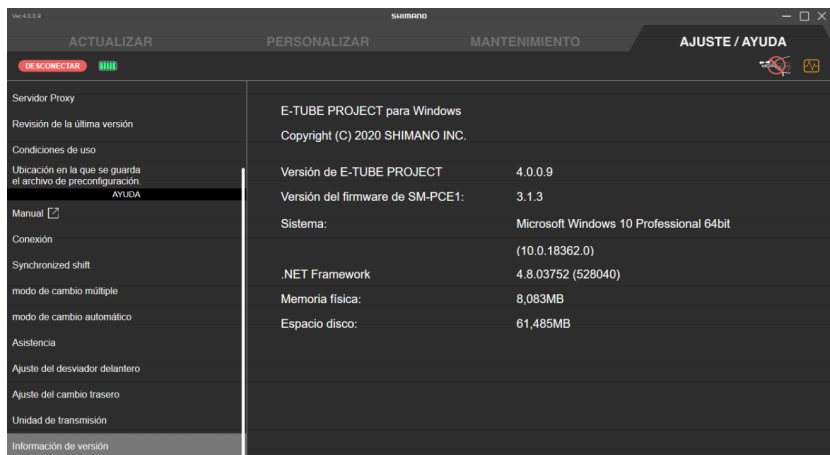 Ver.4.0.0.9
SHIMANO
ACTUALIZAR
PERSONALIZAR
MANTENIMIENTO
AJUSTE / AYUDA
DESCONECTAR
Servidor Proxy
Revisión de la última versión
Condiciones de uso
Ubicación en la que se guarda
el archivo de preconfiguración.
AYUDA
Manual
Conexión
Synchronized shift
modo de cambio múltiple
modo de cambio automático
Asistencia
Ajuste del desviador delantero
Ajuste del cambio trasero
Unidad de transmisión
Información de versión
E-TUBE PROJECT para Windows
Copyright (C) 2020 SHIMANO INC.
Versión de E-TUBE PROJECT 4.0.0.9
Versión del firmware de SM-PCE1: 3.1.3
Sistema: Microsoft Windows 10 Professional 64bit
(10.0.18362.0)
.NET Framework 4.8.03752 (528040)
Memoria física: 8,083MB
Espacio disco: 61,485MB